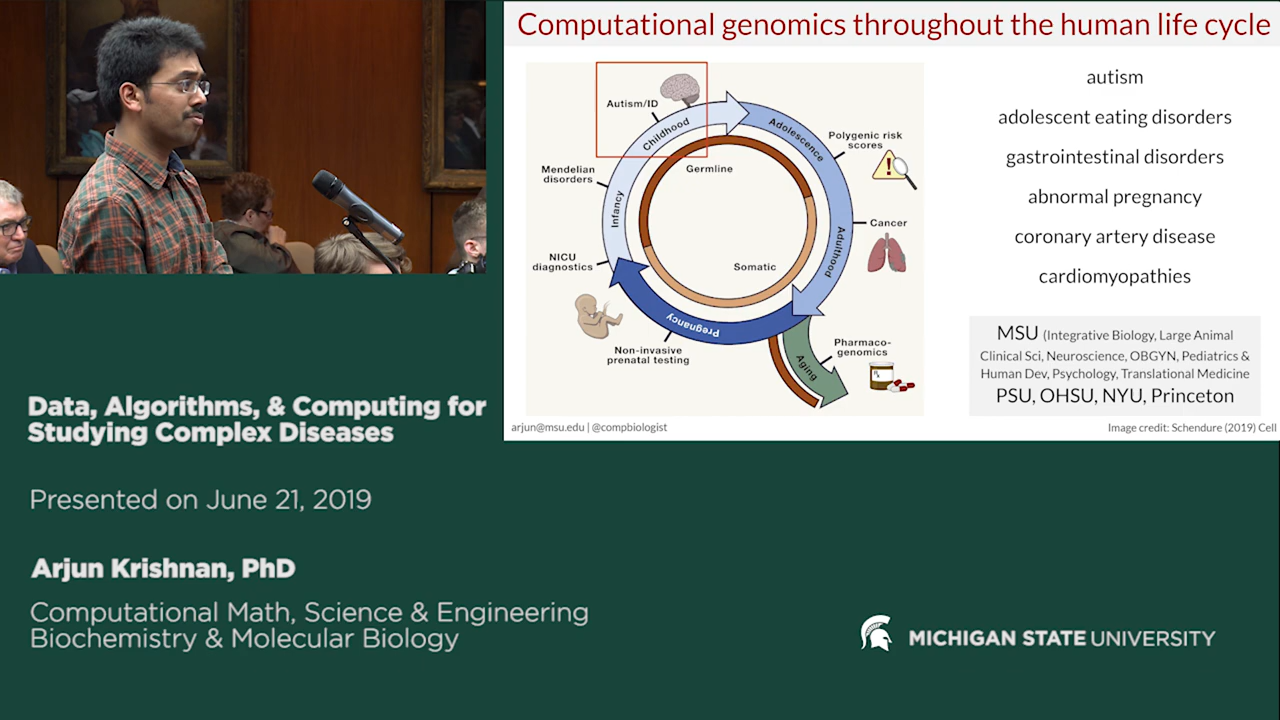 Computational genomics throughout the human life cycle
Autism/ID
Childhood
Adolescence
Polygenic risk
scores
Mendelian
disorders
Germline
Infancy
Cancer
Adulthood
NICU
diagnostics
Somatic
Pregnancy
Non-invasive
prenatal testing
Pharmaco-
genomics
Aging
autism
adolescent eating disorders
gastrointestinal disorders
abnormal pregnancy
coronary artery disease
cardiomyopathies
MSU (Integrative Biology, Large Animal
Clinical Sci, Neuroscience, OBGYN, Pediatrics &
Human Dev, Psychology, Translational Medicine
PSU, OHSU, NYU, Princeton
arjun@msu.edu | @compbiologist
Image credit: Schendure (2019) Cell
Data, Algorithms, & Computing for
Studying Complex Diseases
Presented on June 21, 2019
Arjun Krishnan, PhD
Computational Math, Science & Engineering
Biochemistry & Molecular Biology
MICHIGAN STATE UNIVERSITY